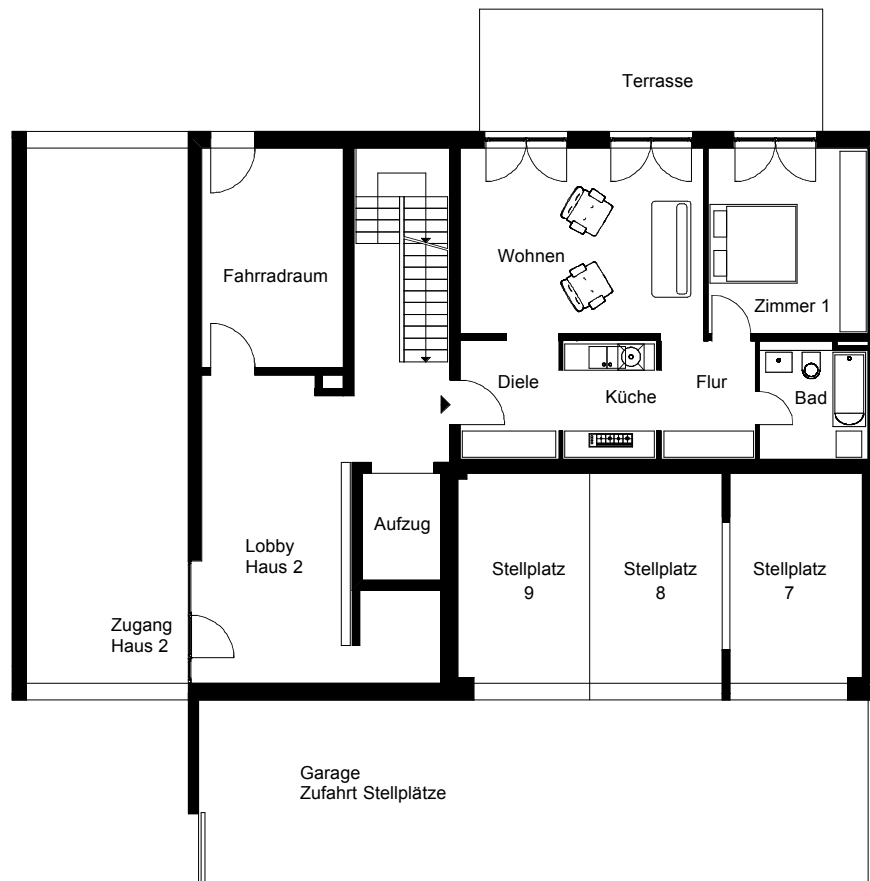 Terrasse
Wohnen
Fahrradraum
Zimmer 1
Diele
Küche
Flur
Bad
Aufzug
Lobby
Haus 2
Stellplatz
9
Stellplatz
8
Stellplatz
7
Zugang
Haus 2
Garage
Zufahrt Stellplätze